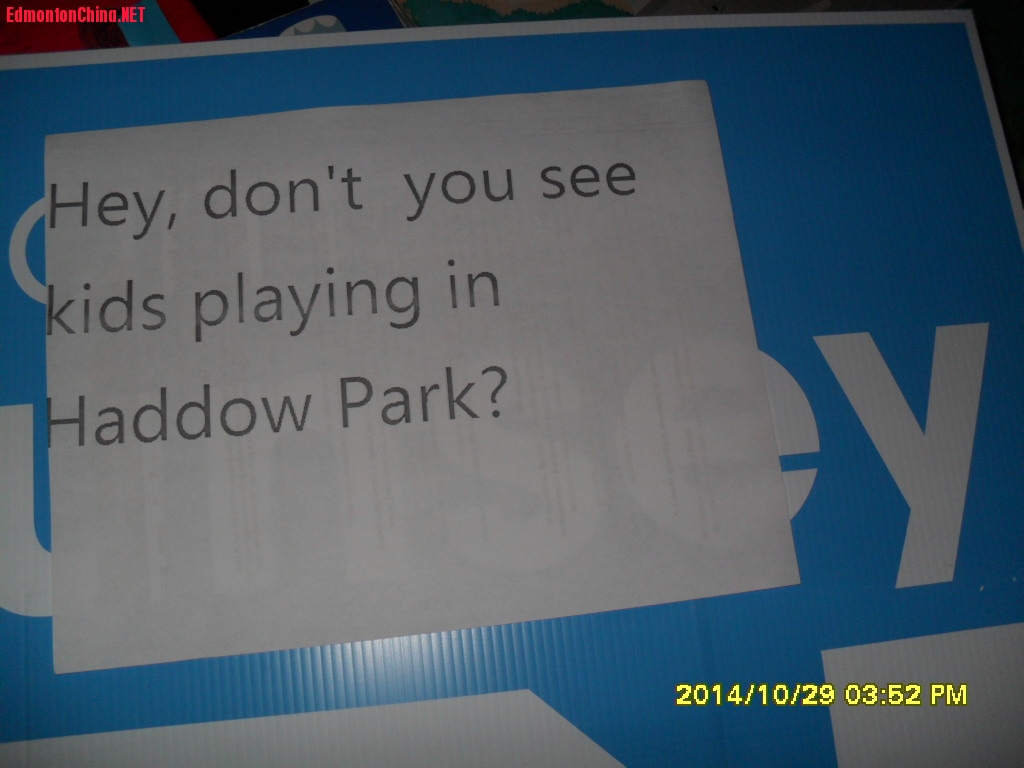 EdmontonChina.NET
Hey, don't you see
kids playing in
Haddow Park?
2014/10/29 03:52 PM